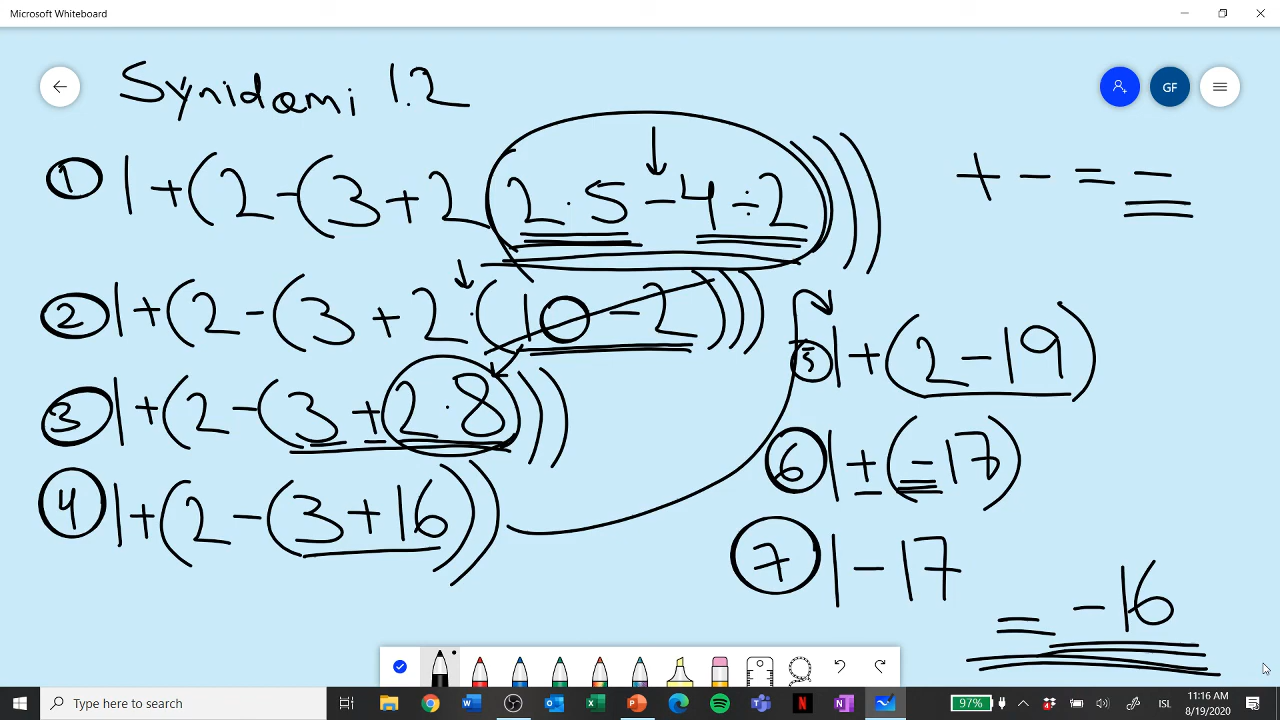 Microsoft Whiteboard
GF
Synidæmi 1.2
① 1+(2-(3+2(2·5-4÷2)))
+ - = -
② 1+(2-(3+2·(10-2)))
③ 1+(2-(3+2·8)))
④ 1+(2-(3+16))
⑤ 1+(2-19)
⑥ 1+(-17)
⑦ 1-17
= -16
Type here to search
97%
ISL
11:16 AM
8/19/2020